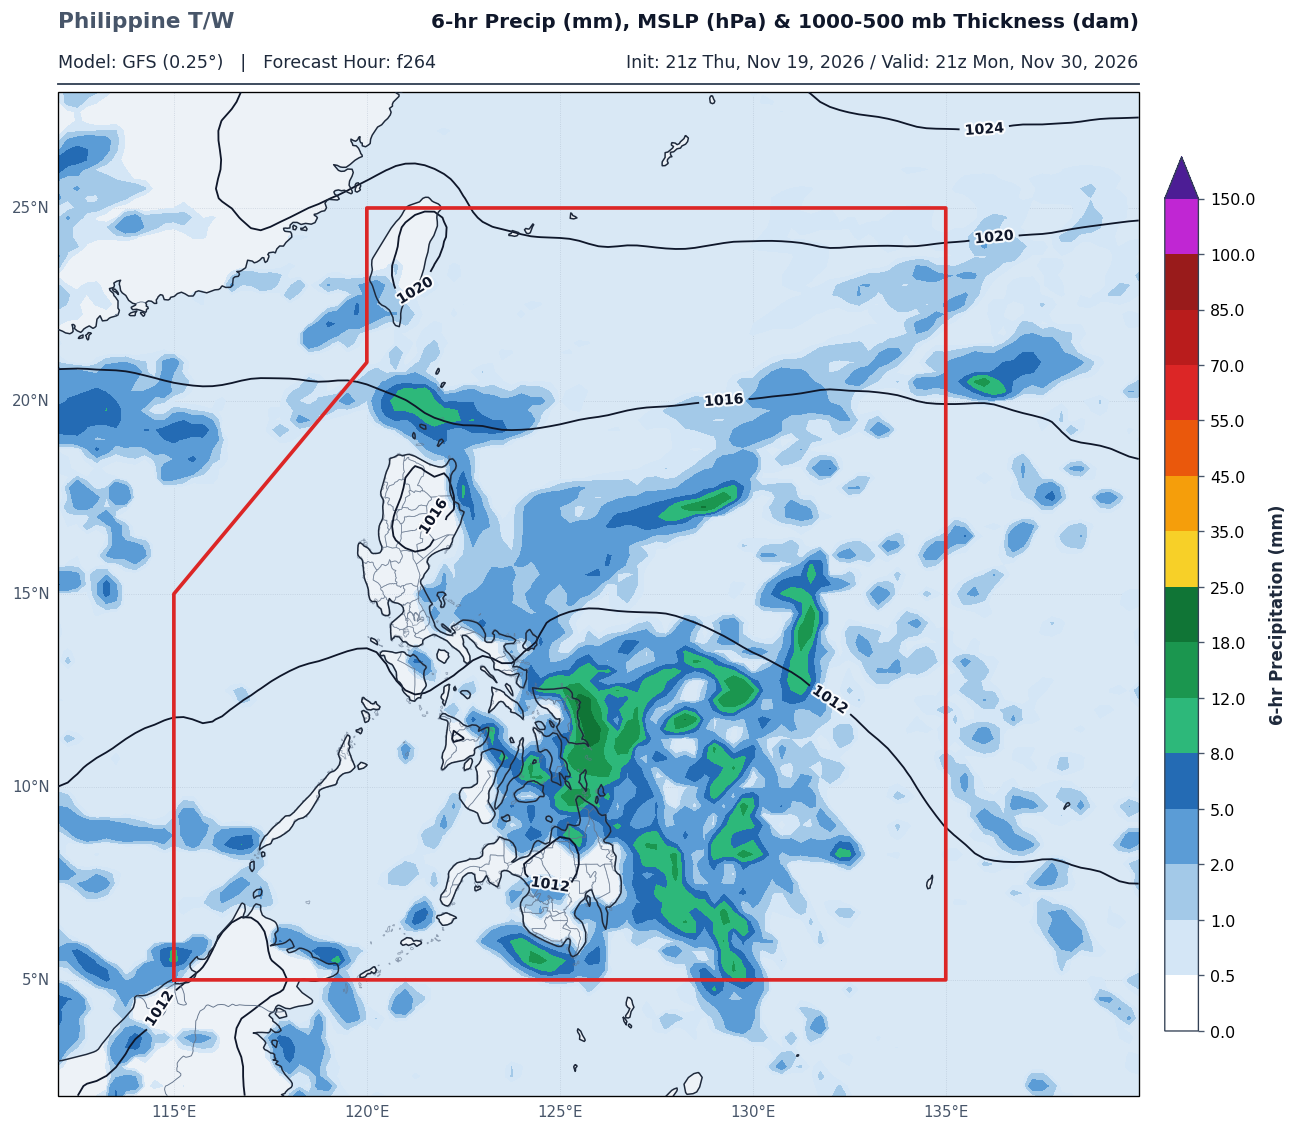 Philippine T/W
6-hr Precip (mm), MSLP (hPa) & 1000-500 mb Thickness (dam)
Model: GFS (0.25°) | Forecast Hour: f264
Init: 21z Thu, Nov 19, 2026 / Valid: 21z Mon, Nov 30, 2026
1024
25°N
1020
1020
20°N
1016
1016
15°N
1012
10°N
1012
5°N
1012
115°E
120°E
125°E
130°E
135°E
150.0
100.0
85.0
70.0
55.0
45.0
35.0
25.0
18.0
12.0
8.0
5.0
2.0
1.0
0.5
0.0
6-hr Precipitation (mm)